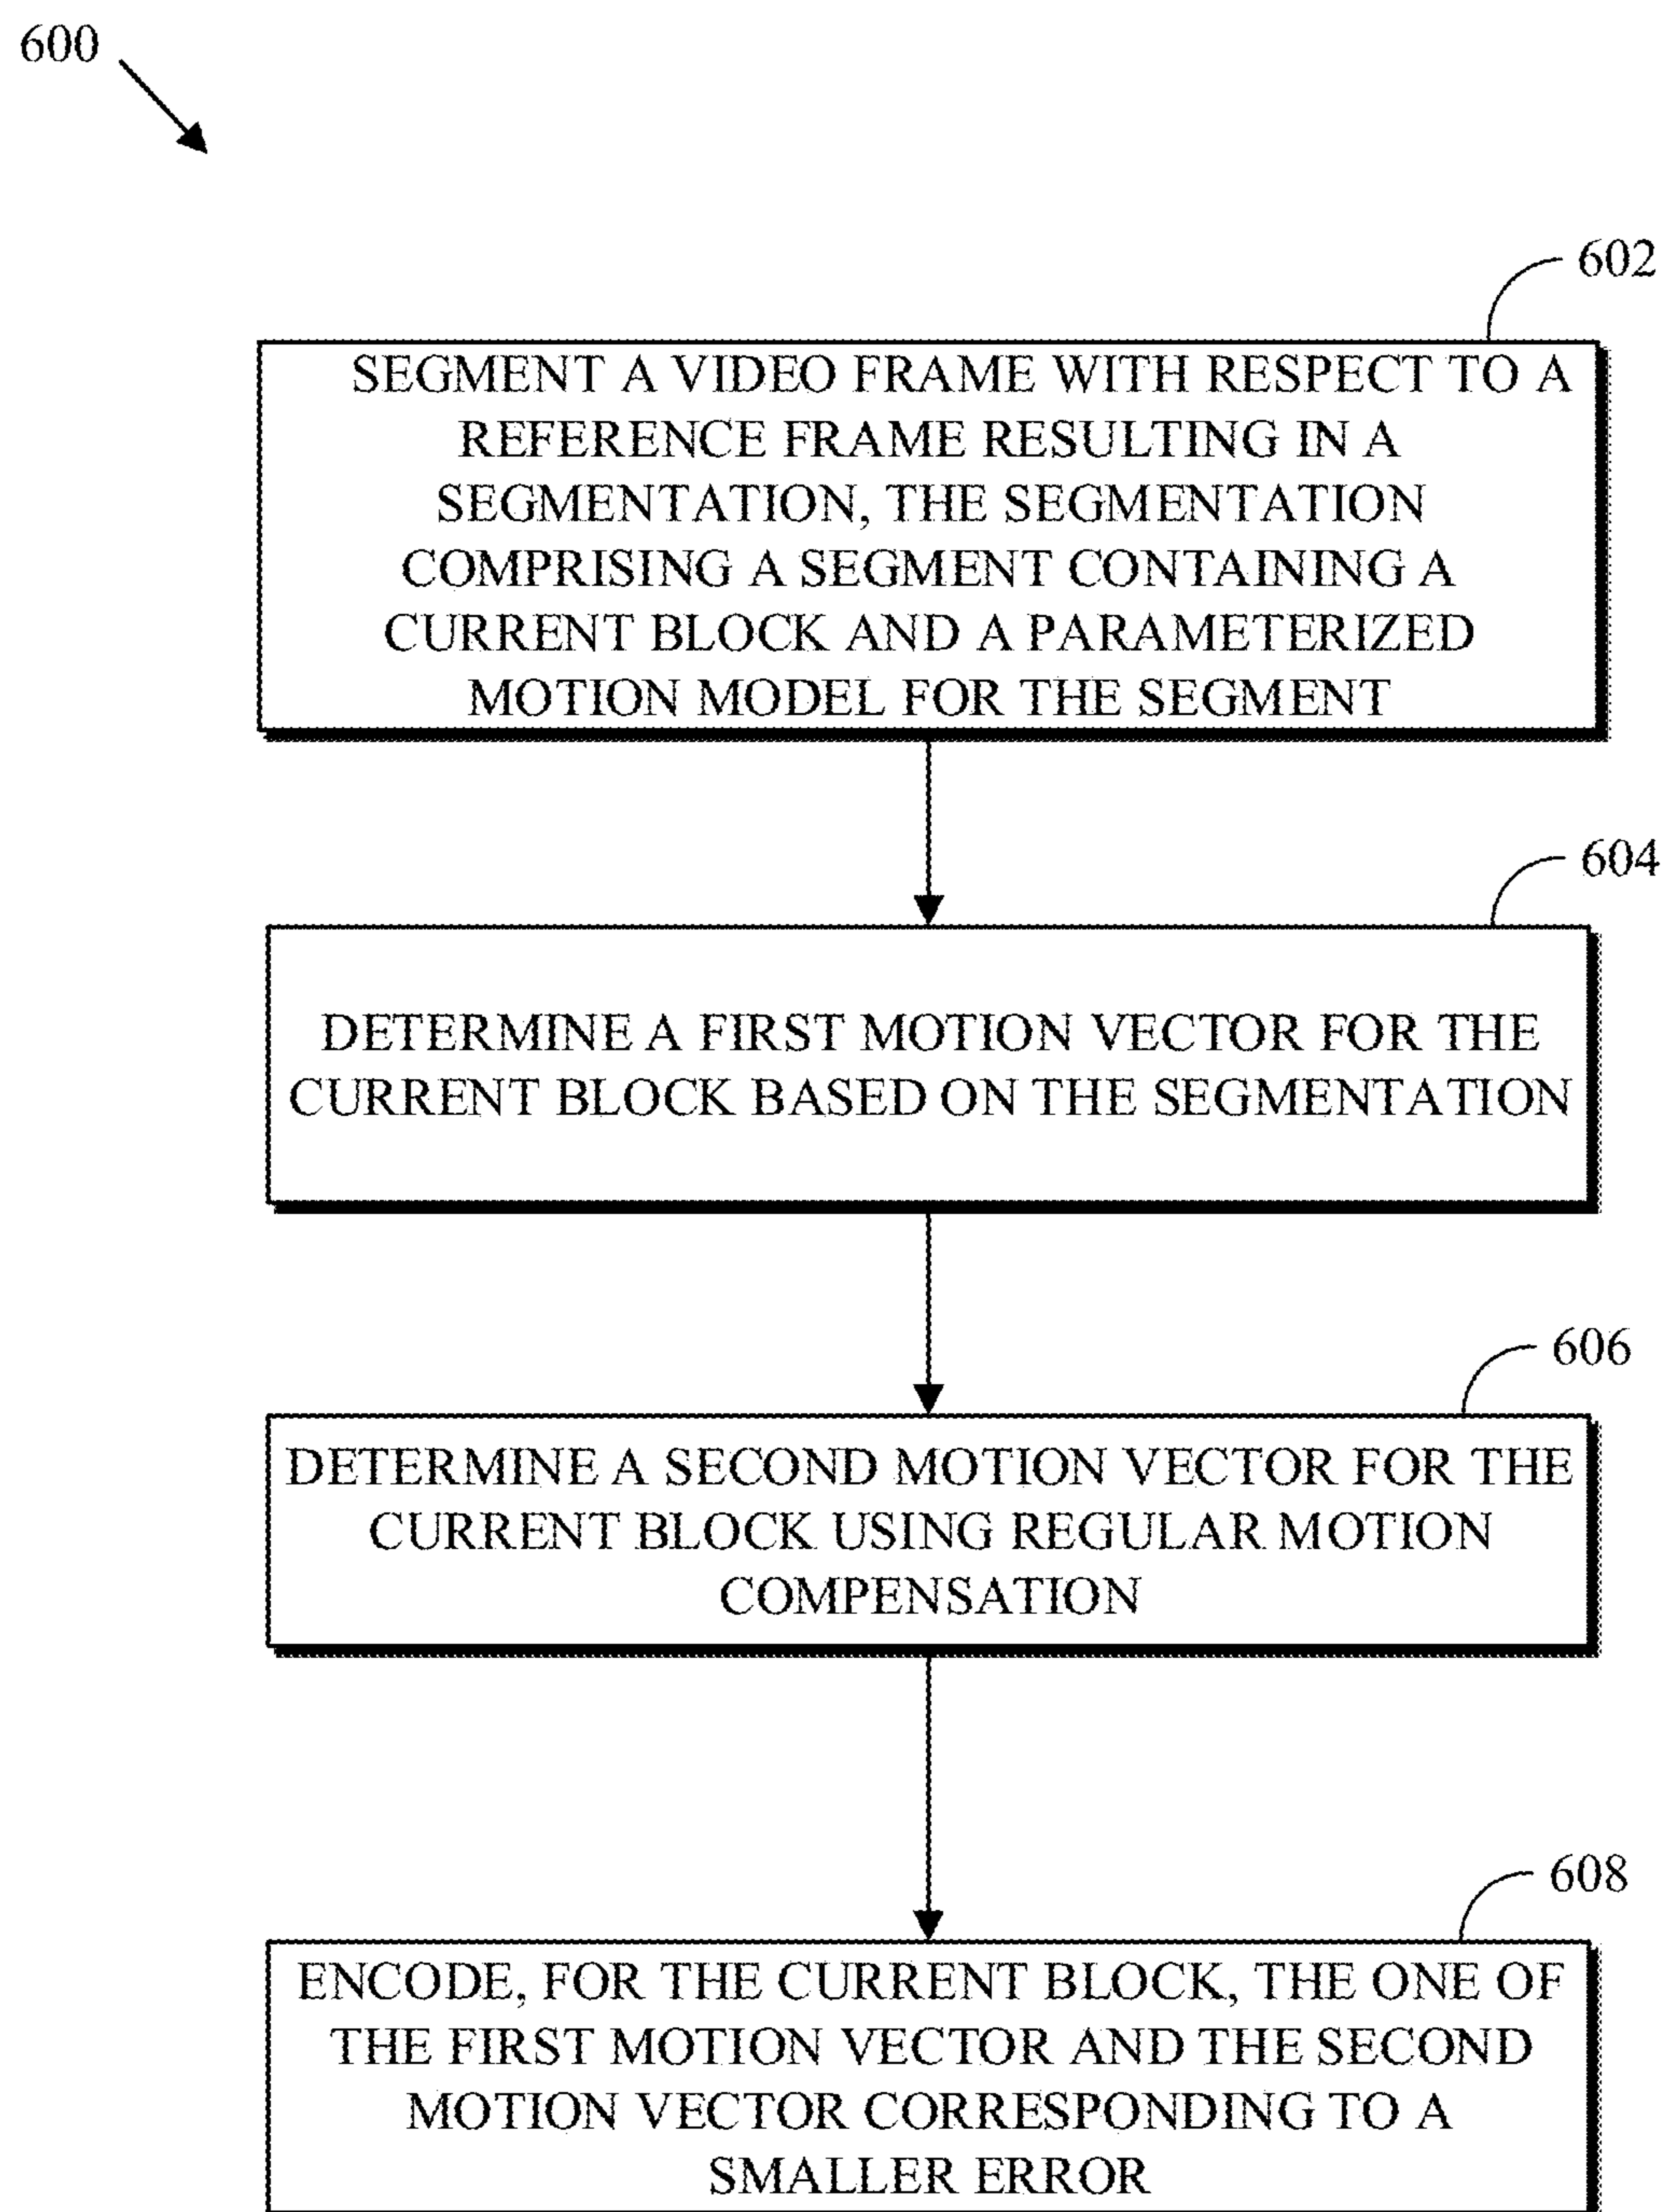 600
602
SEGMENT A VIDEO FRAME WITH RESPECT TO A
REFERENCE FRAME RESULTING IN A
SEGMENTATION, THE SEGMENTATION
COMPRISING A SEGMENT CONTAINING A
CURRENT BLOCK AND A PARAMETERIZED
MOTION MODEL FOR THE SEGMENT
604
DETERMINE A FIRST MOTION VECTOR FOR THE
CURRENT BLOCK BASED ON THE SEGMENTATION
606
DETERMINE A SECOND MOTION VECTOR FOR THE
CURRENT BLOCK USING REGULAR MOTION
COMPENSATION
608
ENCODE, FOR THE CURRENT BLOCK, THE ONE OF
THE FIRST MOTION VECTOR AND THE SECOND
MOTION VECTOR CORRESPONDING TO A
SMALLER ERROR